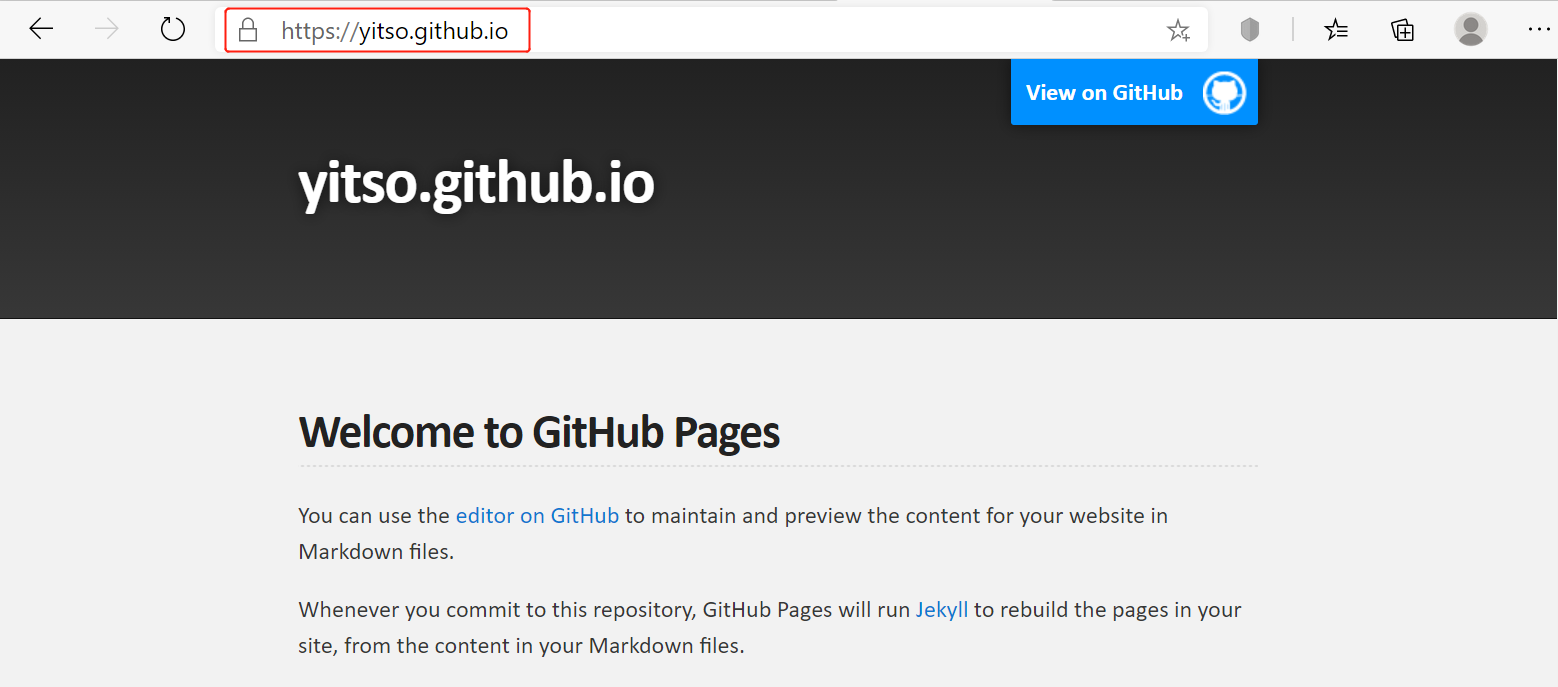 https://yitso.github.io
View on GitHub
yitso.github.io
Welcome to GitHub Pages
You can use the editor on GitHub to maintain and preview the content for your website in
Markdown files.
Whenever you commit to this repository, GitHub Pages will run Jekyll to rebuild the pages in your
site, from the content in your Markdown files.